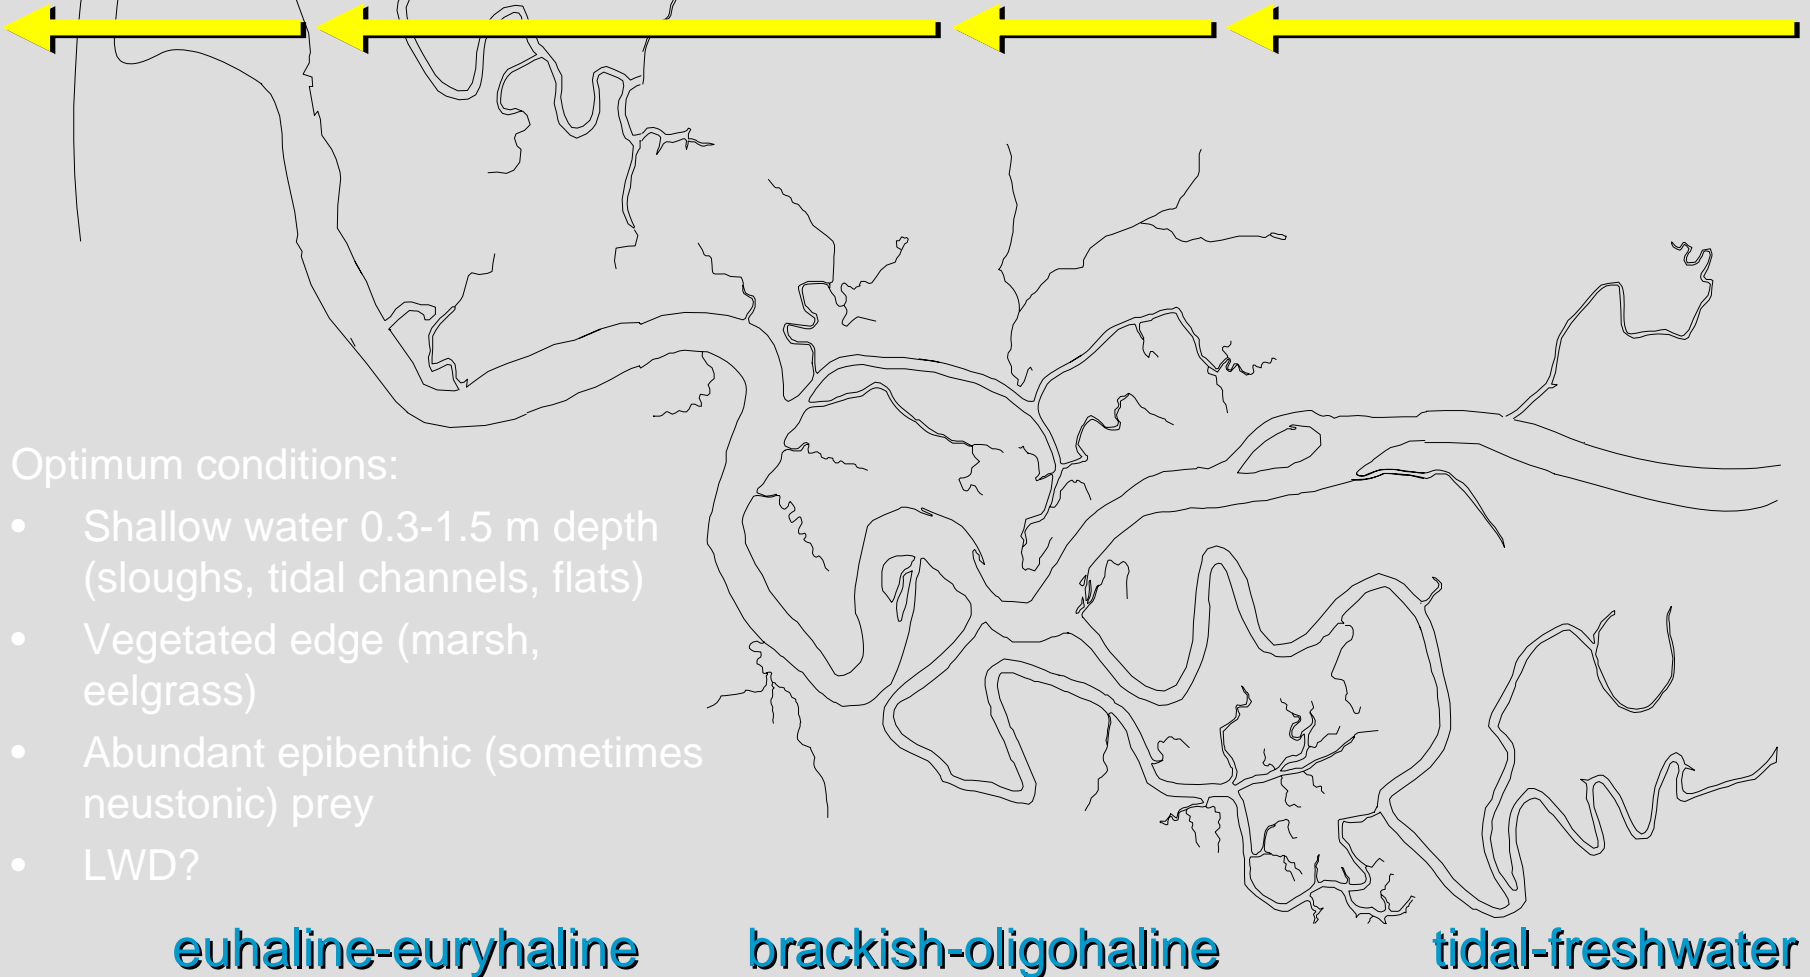 Optimum conditions:
• Shallow water 0.3-1.5 m depth
(sloughs, tidal channels, flats)
• Vegetated edge (marsh,
eelgrass)
• Abundant epibenthic (sometimes
neustonic) prey
• LWD?
euhaline-euryhaline brackish-oligohaline tidal-freshwater